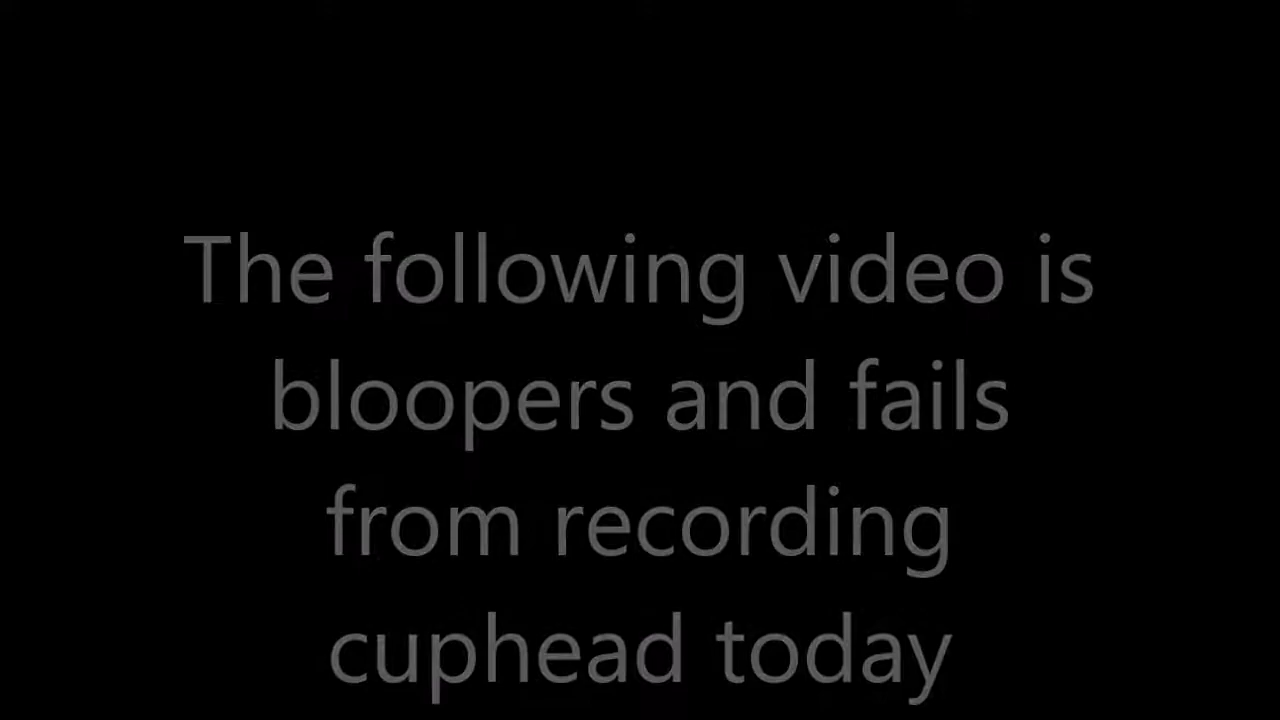 The following video is
bloopers and fails
from recording
cuphead today